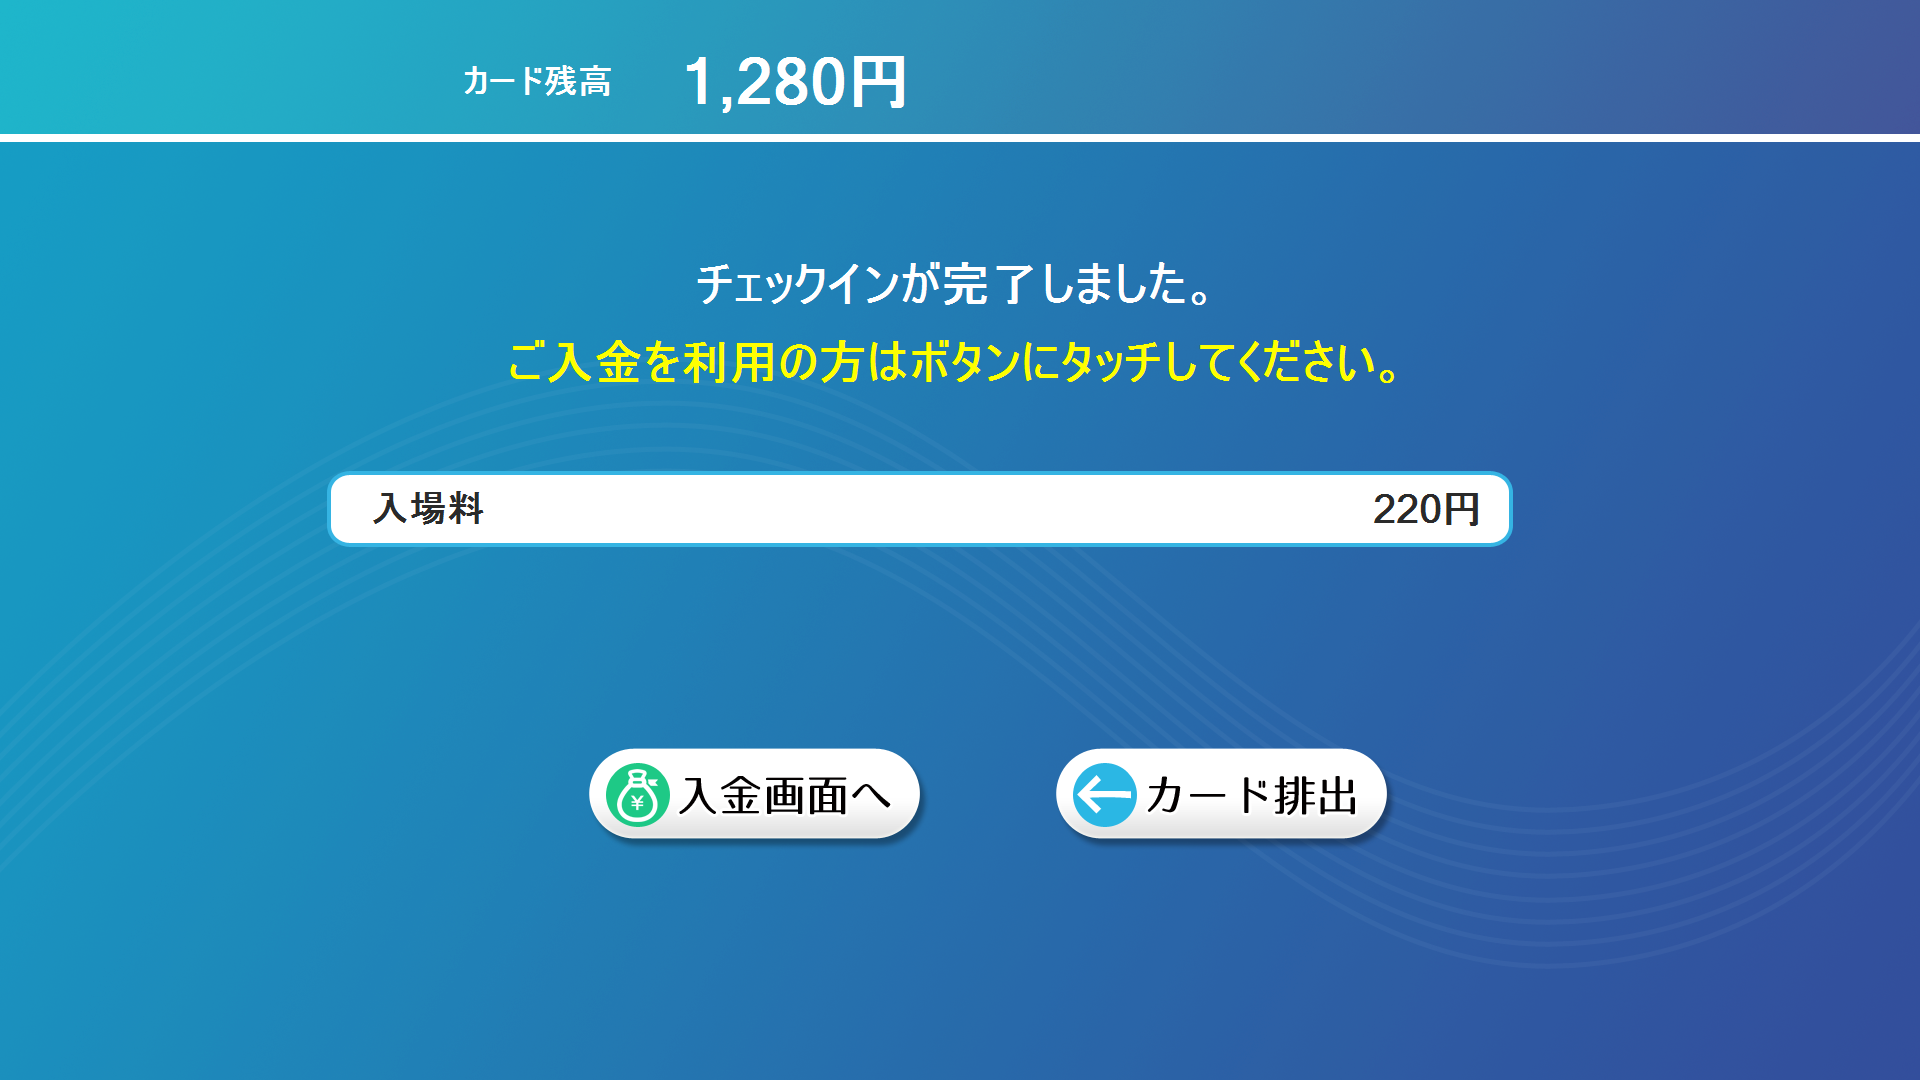 カード残高 1,280円
チェックインが完了しました。
ご入金を利用の方はボタンにタッチしてください。
入場料 220円
¥ 入金画面へ カード排出